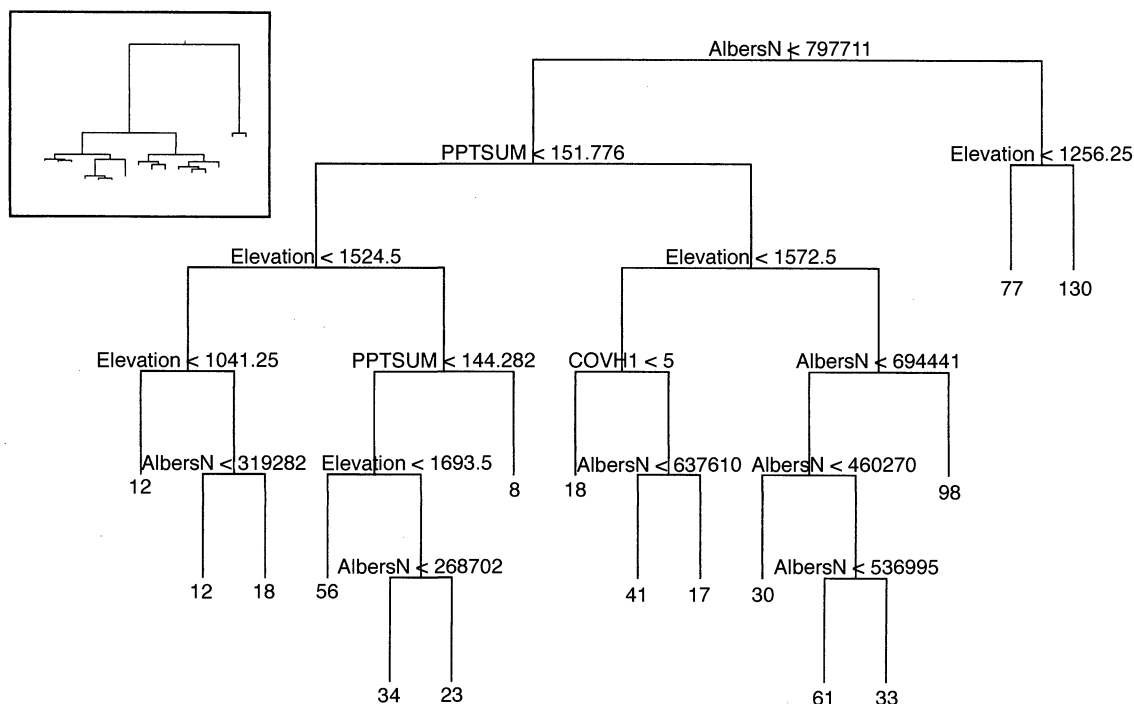 AlbersN < 797711
PPTSUM < 151.776
Elevation < 1256.25
Elevation < 1524.5
Elevation < 1572.5
77
130
Elevation < 1041.25
PPTSUM < 144.282
COVH1 < 5
AlbersN < 694441
12
AlbersN < 319282
Elevation < 1693.5
8
18
AlbersN < 637610
AlbersN < 460270
98
12
18
56
AlbersN < 268702
41
17
30
AlbersN < 536995
34
23
61
33